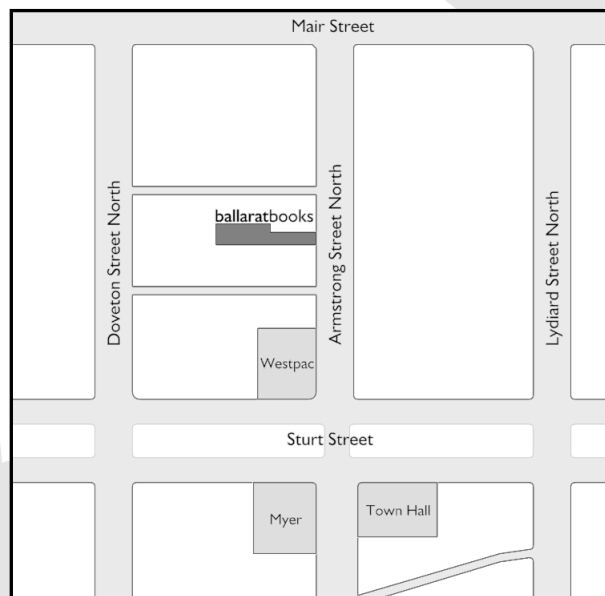 Mair Street
Doveton Street North
ballaratbooks
Armstrong Street North
Lydiard Street North
Westpac
Sturt Street
Myer
Town Hall